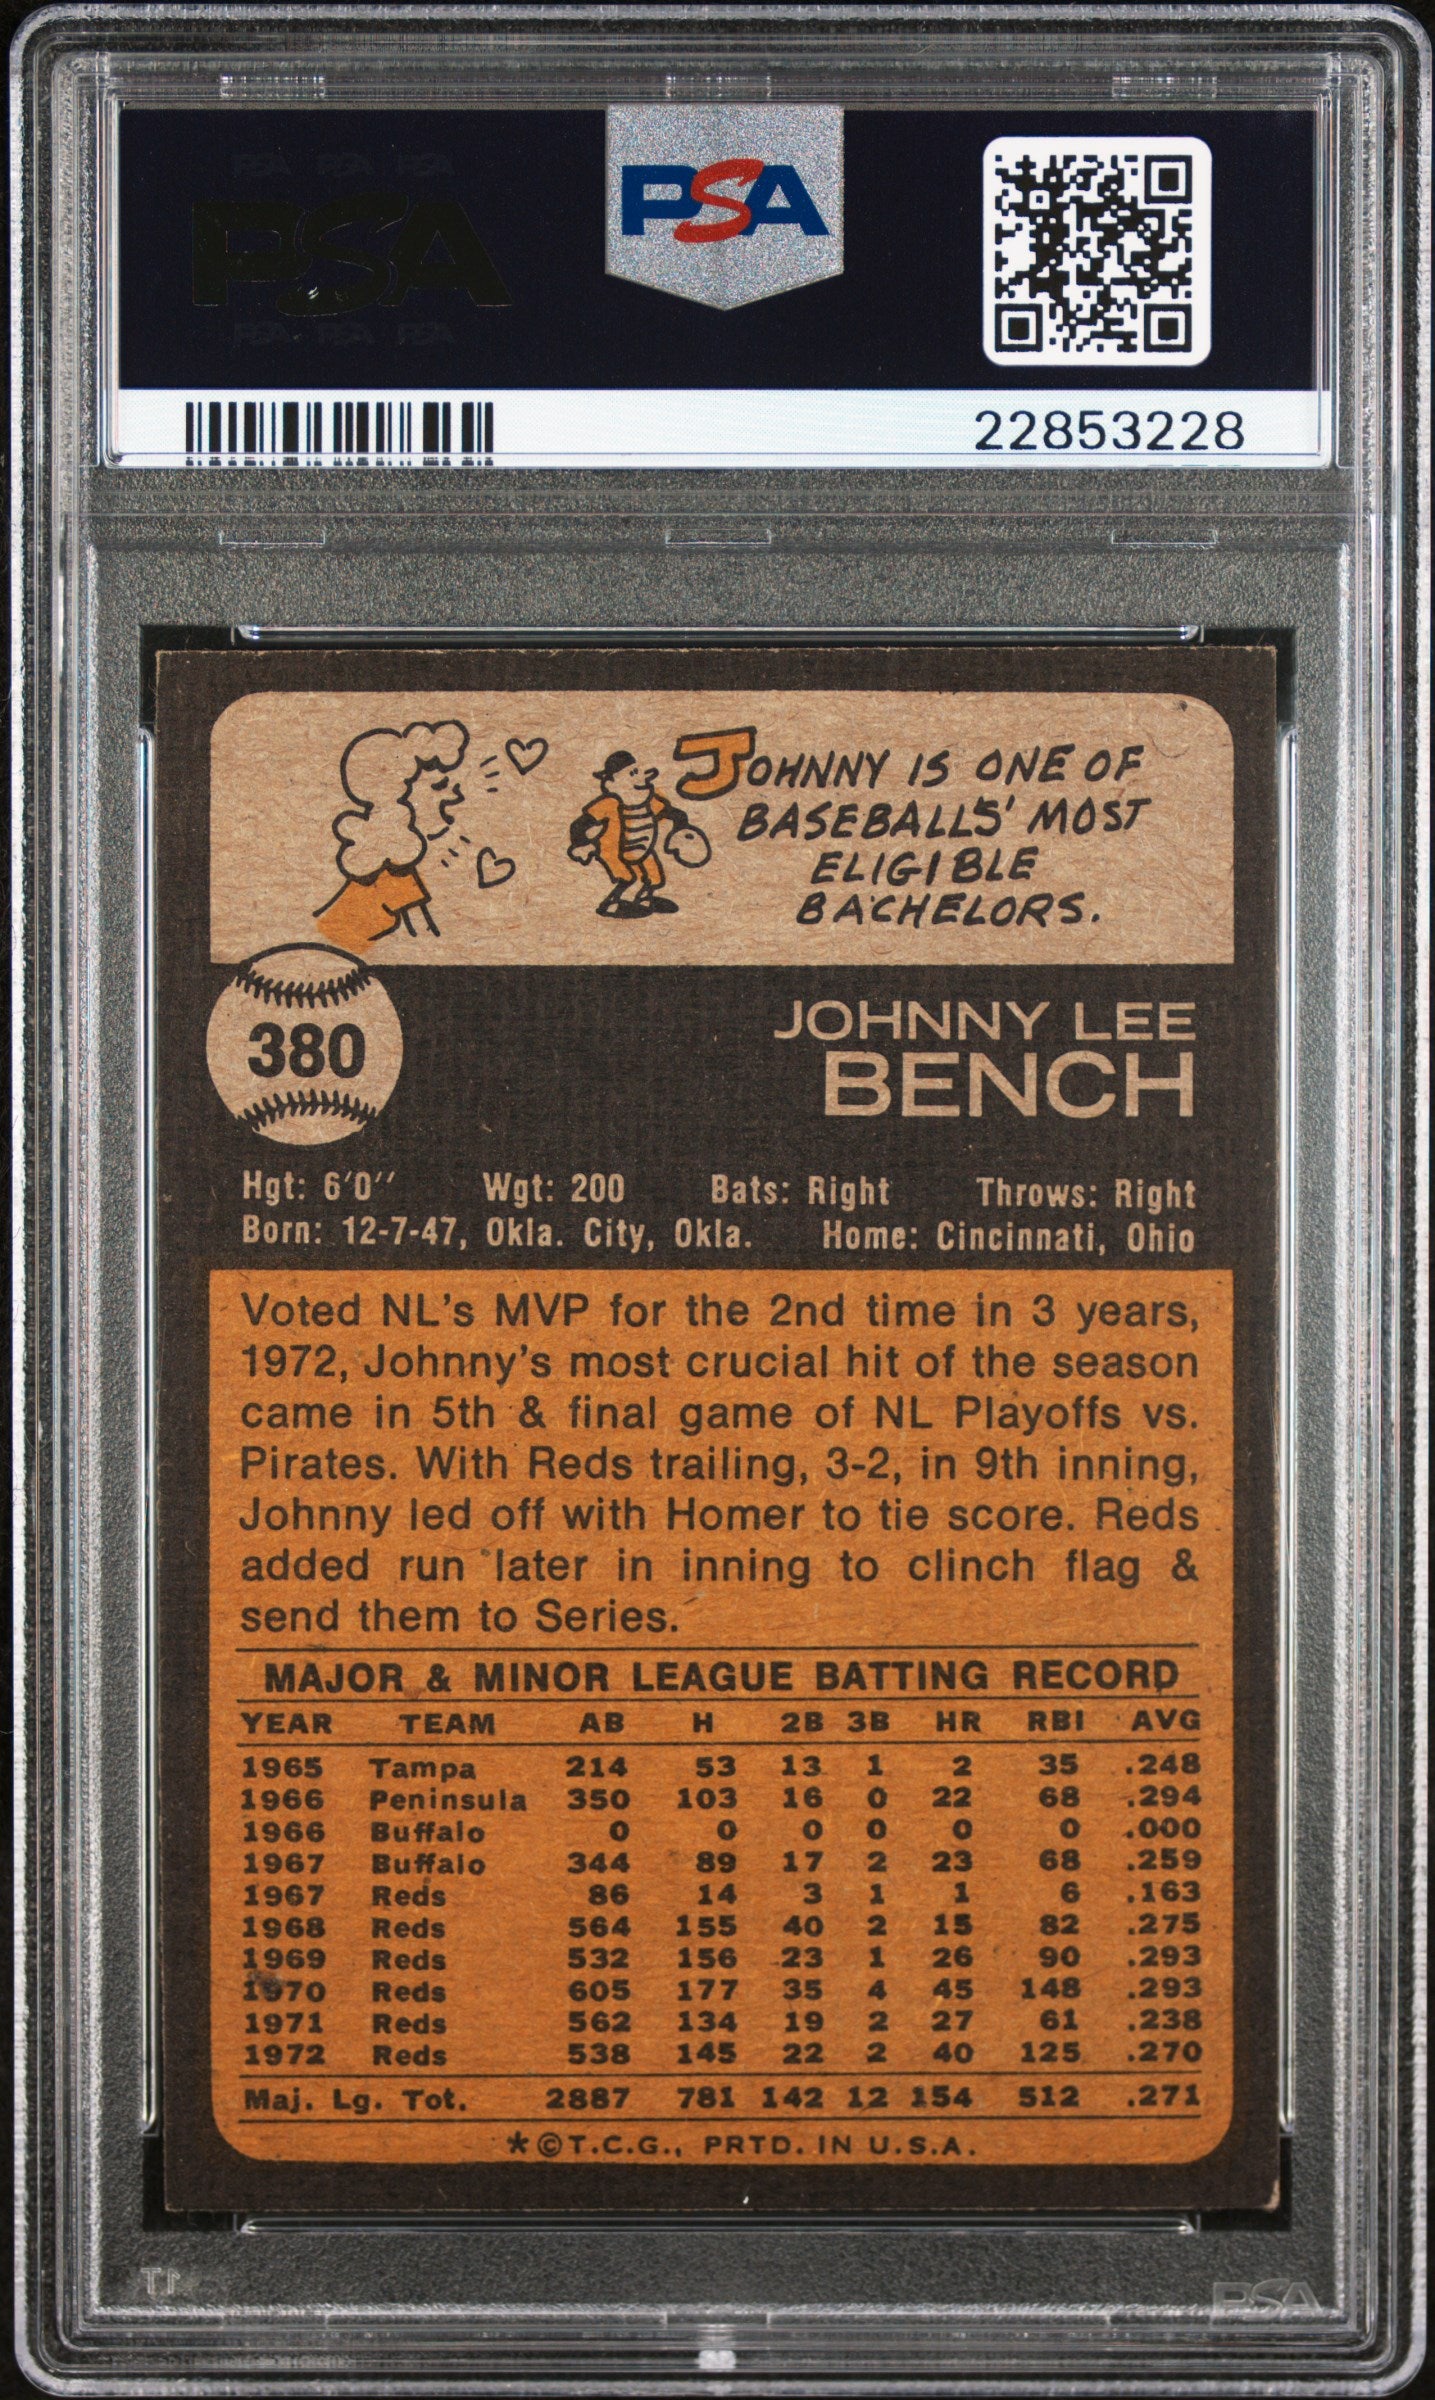 PSA PSA PSA
PSA
PSA
PSA PSA PSA
22853228
JOHNNY IS ONE OF
BASEBALLS' MOST
ELIGIBLE
BACHELORS.
380
JOHNNY LEE
BENCH
Hgt: 6'0" Wgt: 200 Bats: Right Throws: Right
Born: 12-7-47, Okla. City, Okla. Home: Cincinnati, Ohio
Voted NL's MVP for the 2nd time in 3 years,
1972, Johnny's most crucial hit of the season
came in 5th & final game of NL Playoffs vs.
Pirates. With Reds trailing, 3-2, in 9th inning,
Johnny led off with Homer to tie score. Reds
added run later in inning to clinch flag &
send them to Series.
MAJOR & MINOR LEAGUE BATTING RECORD
YEAR TEAM AB H 2B 3B HR RBI AVG
1965 Tampa 214 53 13 1 2 35 .248
1966 Peninsula 350 103 16 0 22 68 .294
1966 Buffalo 0 0 0 0 0 0 .000
1967 Buffalo 344 89 17 2 23 68 .259
1967 Reds 86 14 3 1 1 6 .163
1968 Reds 564 155 40 2 15 82 .275
1969 Reds 532 156 23 1 26 90 .293
1970 Reds 605 177 35 4 45 148 .293
1971 Reds 562 134 19 2 27 61 .238
1972 Reds 538 145 22 2 40 125 .270
Maj. Lg. Tot. 2887 781 142 12 154 512 .271
*©T.C.G., PRTD. IN U.S.A.
PSA